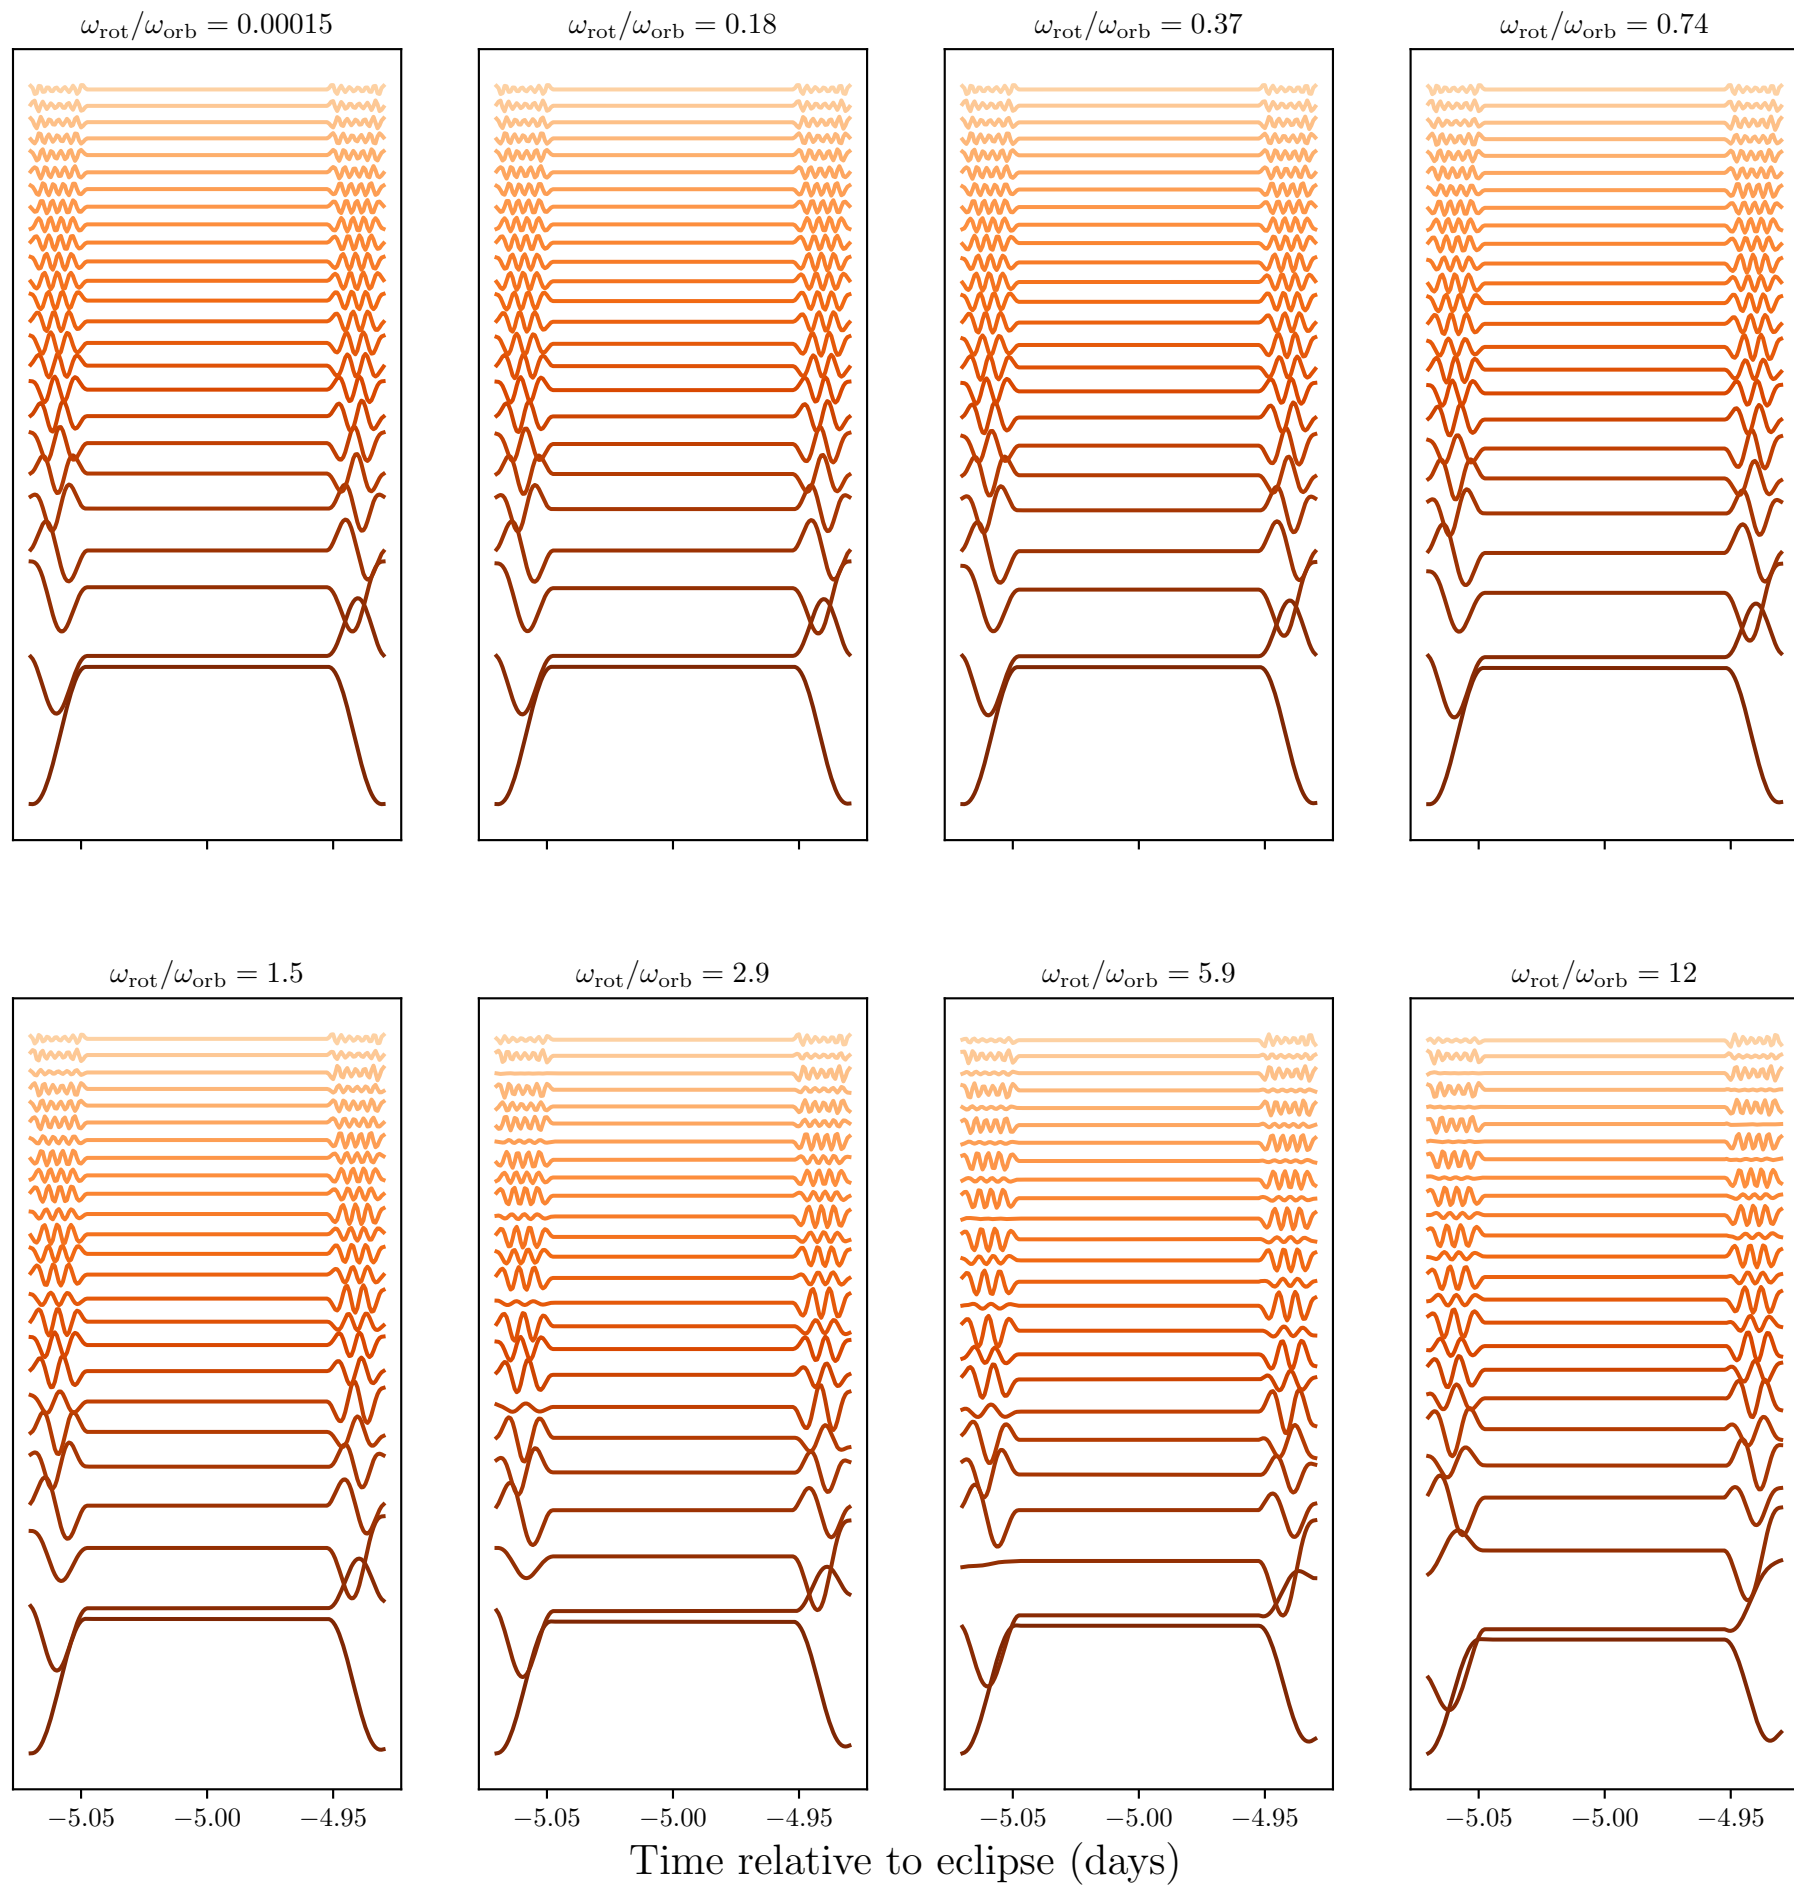 ω_rot/ω_orb = 0.00015
ω_rot/ω_orb = 0.18
ω_rot/ω_orb = 0.37
ω_rot/ω_orb = 0.74
ω_rot/ω_orb = 1.5
ω_rot/ω_orb = 2.9
ω_rot/ω_orb = 5.9
ω_rot/ω_orb = 12
−5.05 −5.00 −4.95
−5.05 −5.00 −4.95
−5.05 −5.00 −4.95
−5.05 −5.00 −4.95
Time relative to eclipse (days)